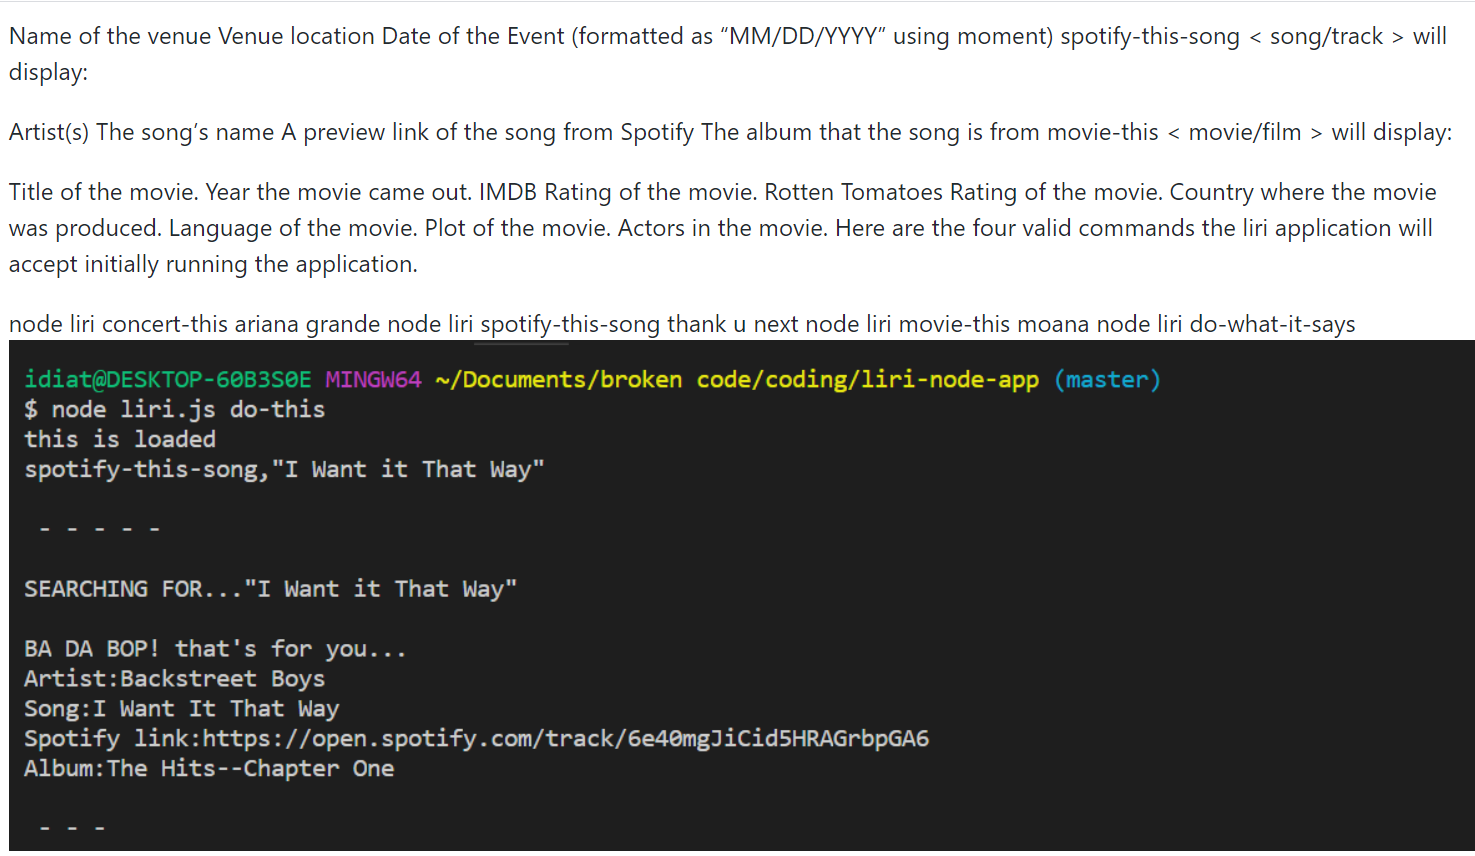 Name of the venue Venue location Date of the Event (formatted as “MM/DD/YYYY” using moment) spotify-this-song < song/track > will
display:
Artist(s) The song’s name A preview link of the song from Spotify The album that the song is from movie-this < movie/film > will display:
Title of the movie. Year the movie came out. IMDB Rating of the movie. Rotten Tomatoes Rating of the movie. Country where the movie
was produced. Language of the movie. Plot of the movie. Actors in the movie. Here are the four valid commands the liri application will
accept initially running the application.
node liri concert-this ariana grande node liri spotify-this-song thank u next node liri movie-this moana node liri do-what-it-says
idiat@DESKTOP-60B3S0E MINGW64 ~/Documents/broken code/coding/liri-node-app (master)
$ node liri.js do-this
this is loaded
spotify-this-song,"I Want it That Way"
- - - - -
SEARCHING FOR..."I Want it That Way"
BA DA BOP! that's for you...
Artist:Backstreet Boys
Song:I Want It That Way
Spotify link:https://open.spotify.com/track/6e40mgJiCid5HRAGrbpGA6
Album:The Hits--Chapter One
- - -